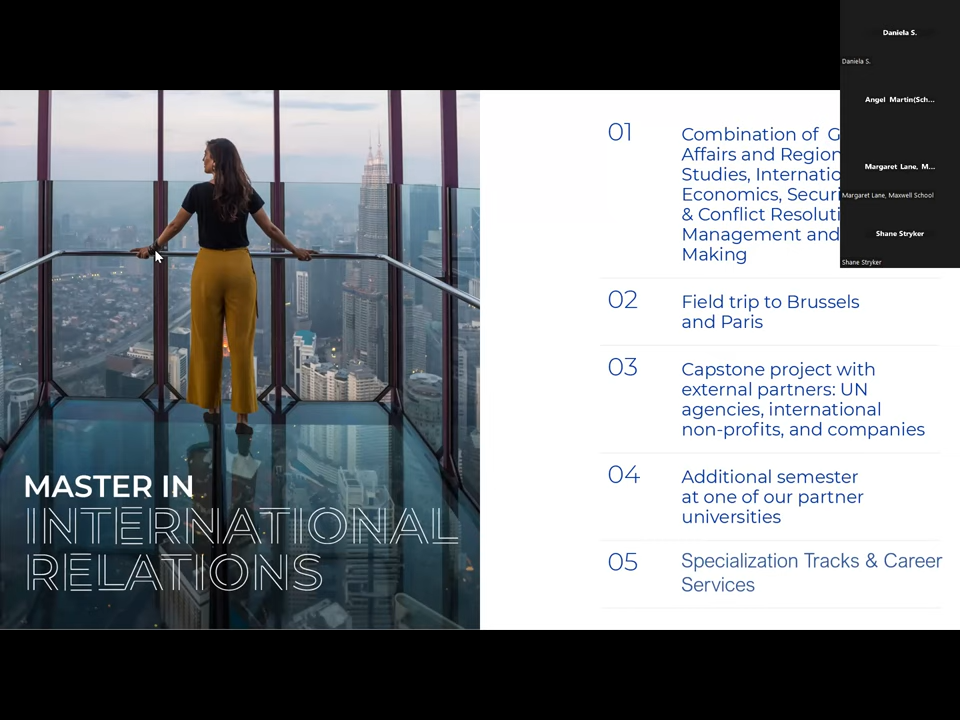 MASTER IN
INTERNATIONAL
RELATIONS
01
Combination of G
Affairs and Region
Studies, Internatio
Economics, Securi
& Conflict Resoluti
Management and
Making
02
Field trip to Brussels
and Paris
03
Capstone project with
external partners: UN
agencies, international
non-profits, and companies
04
Additional semester
at one of our partner
universities
05
Specialization Tracks & Career
Services
Daniela S.
Daniela S.
Angel Martin(Sch...
Margaret Lane, M...
Margaret Lane, Maxwell School
Shane Stryker
Shane Stryker